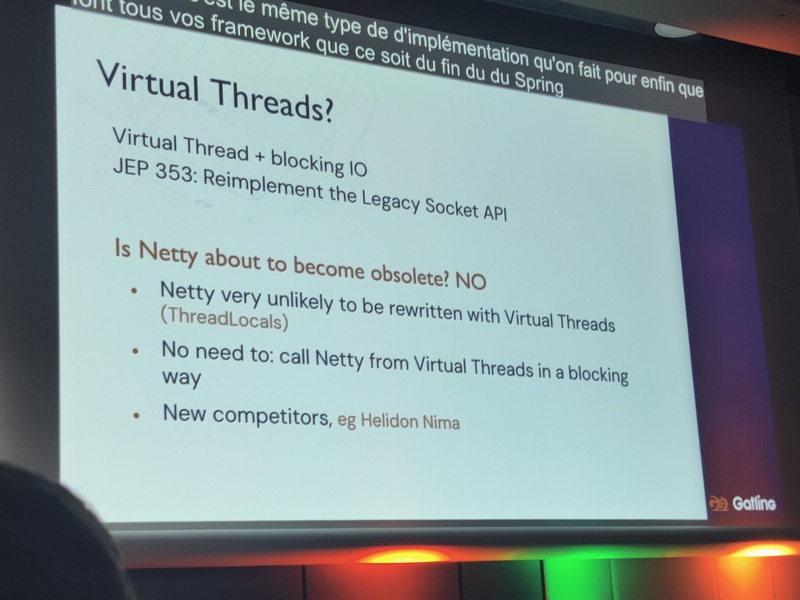 est le même type de d'implémentation qu'on fait pour enfin que
font tous vos framework que ce soit du fin du du Spring
Virtual Threads?
Virtual Thread + blocking IO
JEP 353: Reimplement the Legacy Socket API
Is Netty about to become obsolete? NO
• Netty very unlikely to be rewritten with Virtual Threads
(ThreadLocals)
• No need to: call Netty from Virtual Threads in a blocking
way
• New competitors, eg Helidon Nima
Gatling